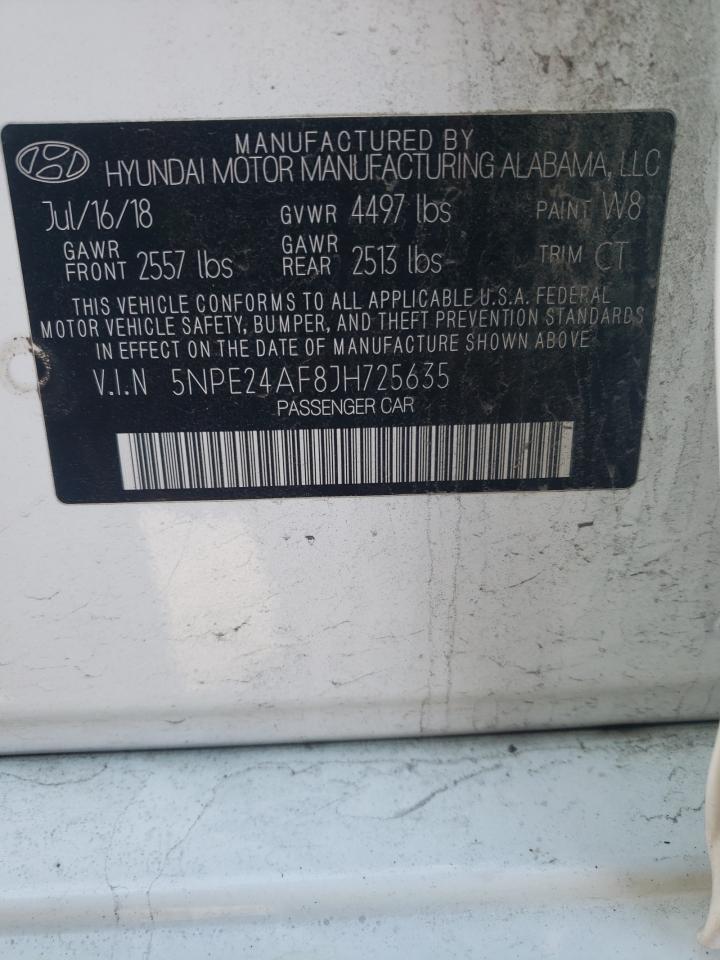 MANUFACTURED BY
HYUNDAI MOTOR MANUFACTURING ALABAMA, LLC
Jul/16/18 GVWR 4497 lbs PAINT W8
GAWR FRONT 2557 lbs GAWR REAR 2513 lbs TRIM CT
THIS VEHICLE CONFORMS TO ALL APPLICABLE U.S.A. FEDERAL
MOTOR VEHICLE SAFETY, BUMPER, AND THEFT PREVENTION STANDARDS
IN EFFECT ON THE DATE OF MANUFACTURE SHOWN ABOVE
V.I.N 5NPE24AF8JH725635
PASSENGER CAR